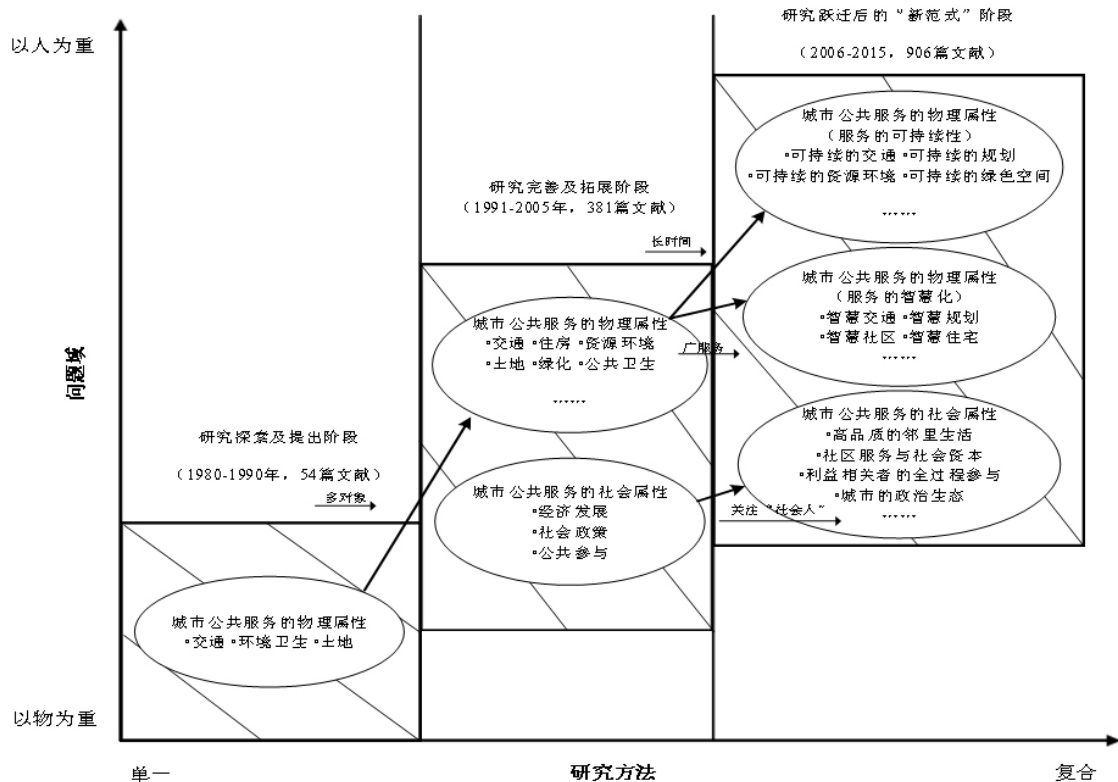 以人为重
问题域
以物为重
单一
研究方法
复合
研究探索及提出阶段
（1980-1990年，54篇文献）
多对象
城市公共服务的物理属性
•交通•环境卫生•土地
研究完善及拓展阶段
（1991-2005年，381篇文献）
长时间
城市公共服务的物理属性
•交通•住房•资源环境
•土地•绿化•公共卫生
……
广服务
城市公共服务的社会属性
•经济发展
•社会政策
•公共参与
关注“社会人”
研究跃迁后的“新范式”阶段
（2006-2015，906篇文献）
城市公共服务的物理属性
（服务的可持续性）
•可持续的交通•可持续的规划
•可持续的资源环境•可持续的绿色空间
……
城市公共服务的物理属性
（服务的智慧化）
•智慧交通•智慧规划
•智慧社区•智慧住宅
……
城市公共服务的社会属性
•高品质的邻里生活
•社区服务与社会资本
•利益相关者的全过程参与
•城市的政治生态
……